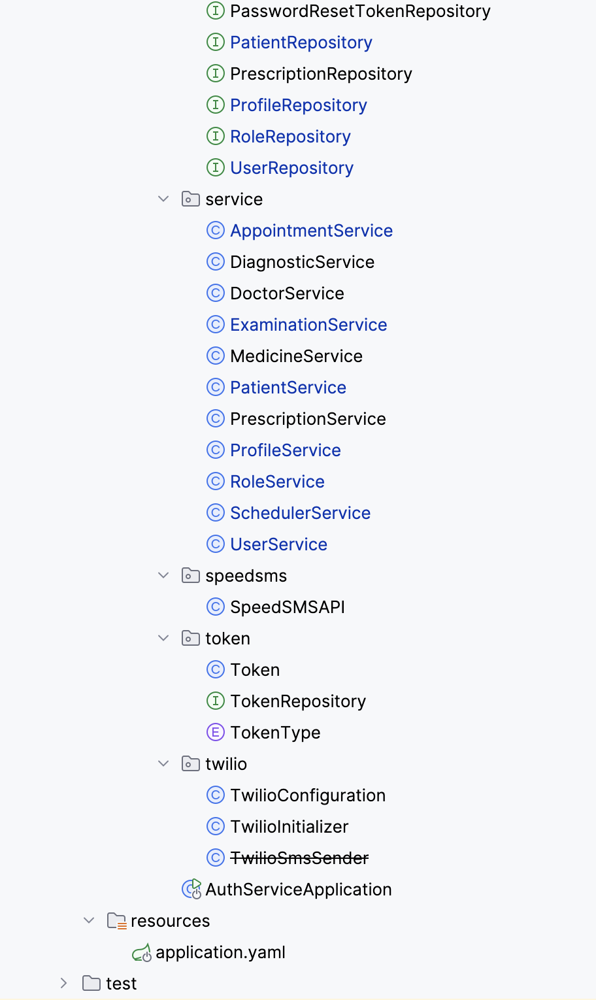 PasswordResetTokenRepository
PatientRepository
PrescriptionRepository
ProfileRepository
RoleRepository
UserRepository
service
AppointmentService
DiagnosticService
DoctorService
ExaminationService
MedicineService
PatientService
PrescriptionService
ProfileService
RoleService
SchedulerService
UserService
speedsms
SpeedSMSAPI
token
Token
TokenRepository
TokenType
twilio
TwilioConfiguration
TwilioInitializer
TwilioSmsSender
AuthServiceApplication
resources
application.yaml
test